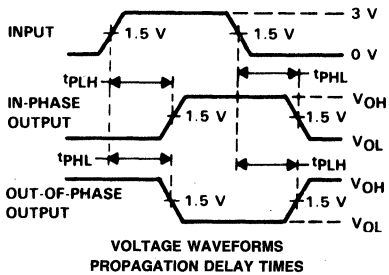 3 V
INPUT
1.5 V
1.5 V
0 V
tPLH
tPHL
VOH
IN-PHASE
OUTPUT
1.5 V
1.5 V
VOL
tPHL
tPLH
VOH
OUT-OF-PHASE
OUTPUT
1.5 V
1.5 V
VOL
VOLTAGE WAVEFORMS
PROPAGATION DELAY TIMES